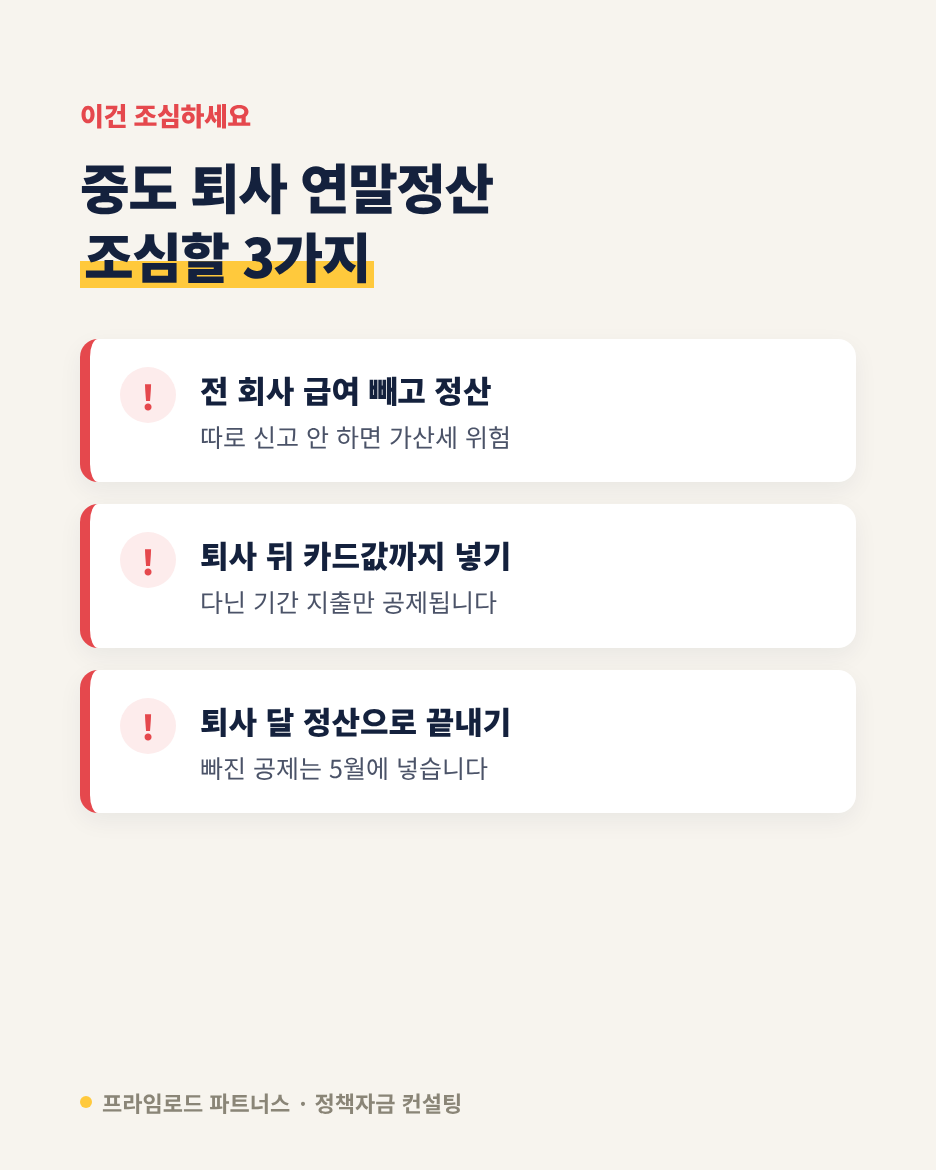 이건 조심하세요
중도 퇴사 연말정산
조심할 3가지
!
전 회사 급여 빼고 정산
따로 신고 안 하면 가산세 위험
!
퇴사 뒤 카드값까지 넣기
다닌 기간 지출만 공제됩니다
!
퇴사 달 정산으로 끝내기
빠진 공제는 5월에 넣습니다
프라임로드 파트너스 · 정책자금 컨설팅